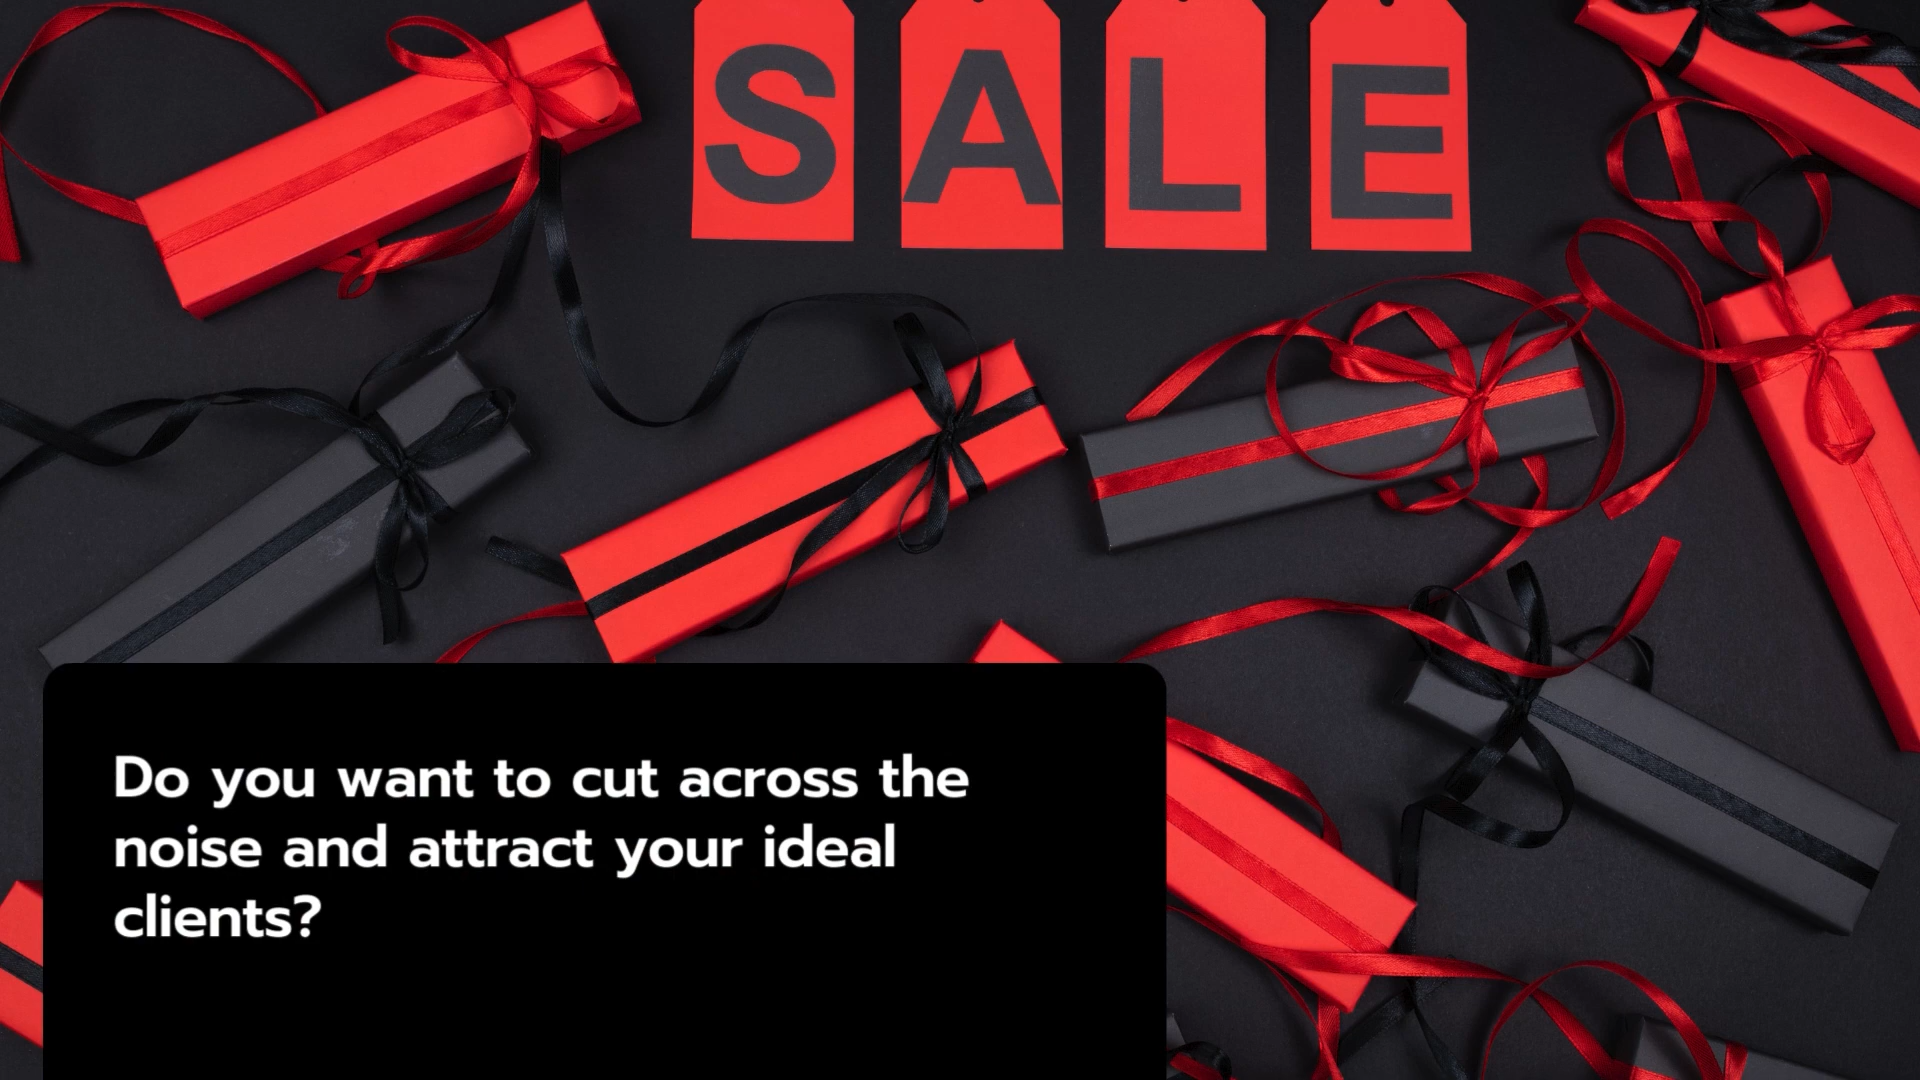 SALE
Do you want to cut across the
noise and attract your ideal
clients?